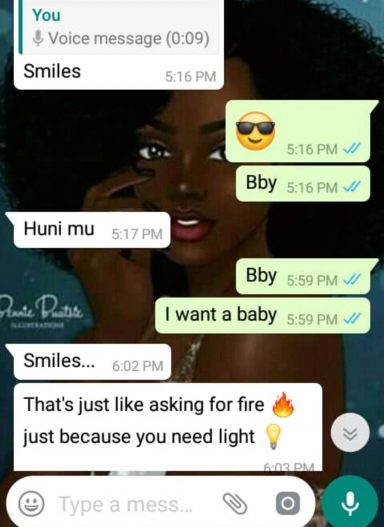 You
Voice message (0:09)
Smiles 5:16 PM
5:16 PM
Bby 5:16 PM
Huni mu 5:17 PM
Bby 5:59 PM
I want a baby 5:59 PM
ILLUSTRATIONS
Smiles... 6:02 PM
That's just like asking for fire 🔥
just because you need light 💡
6:03 PM
Type a mess...